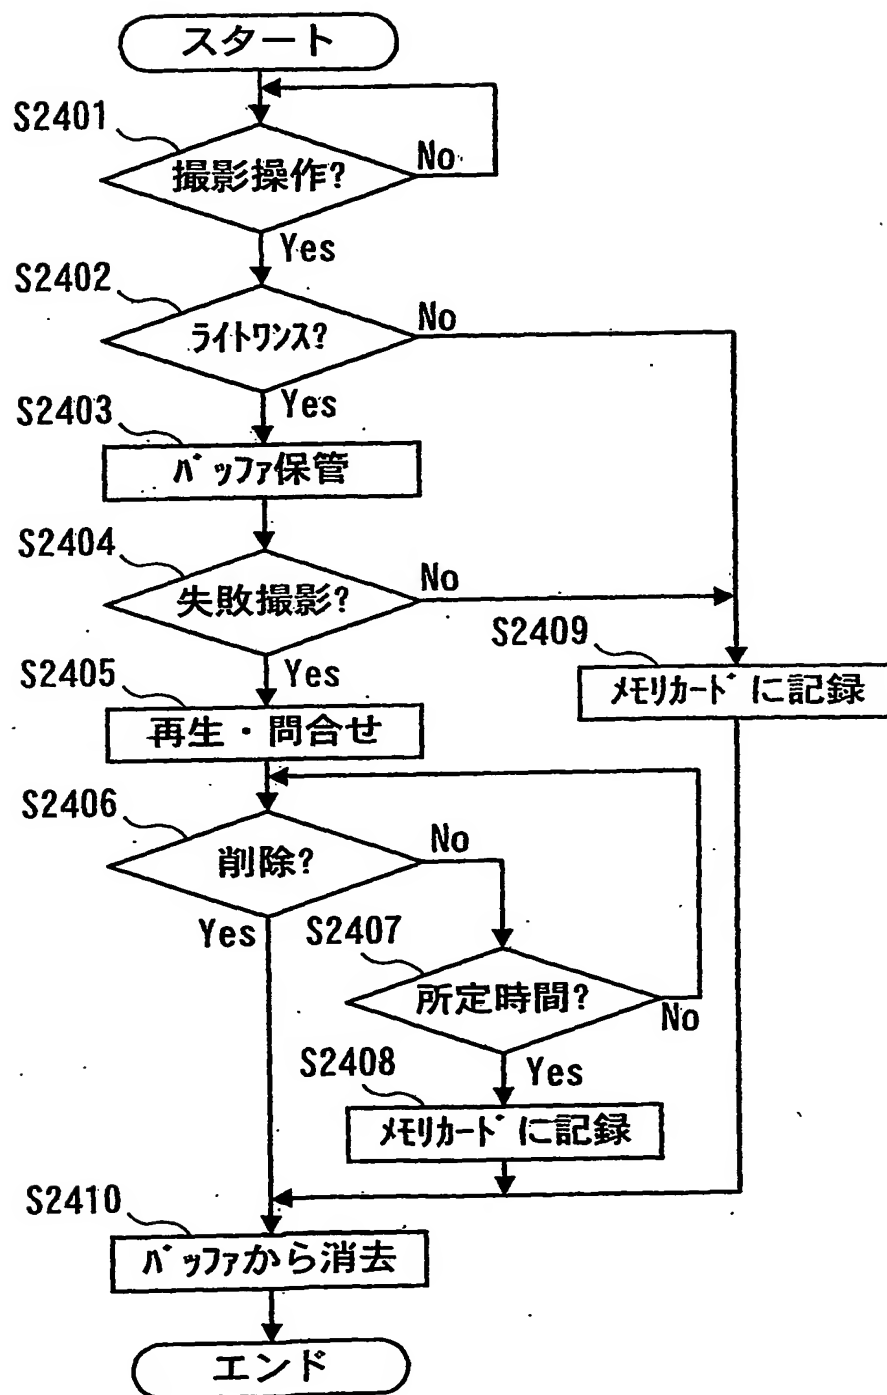 スタート
S2401
撮影操作?
No
Yes
S2402
ライトワンス?
No
Yes
S2403
バッファ保管
S2404
失敗撮影?
No
S2409
Yes
メモリカードに記録
S2405
再生・問合せ
S2406
削除?
No
Yes
S2407
所定時間?
No
S2408
Yes
メモリカードに記録
S2410
バッファから消去
エンド